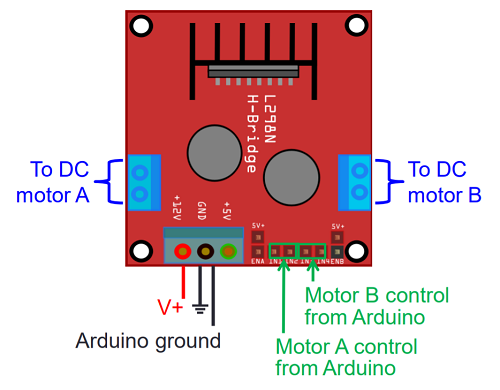 L298N
H-Bridge
To DC
motor A
To DC
motor B
+12V
GND
+5V
5V+
5V+
ENA
IN1
IN2
IN3
IN4
ENB
V+
Arduino ground
Motor B control
from Arduino
Motor A control
from Arduino